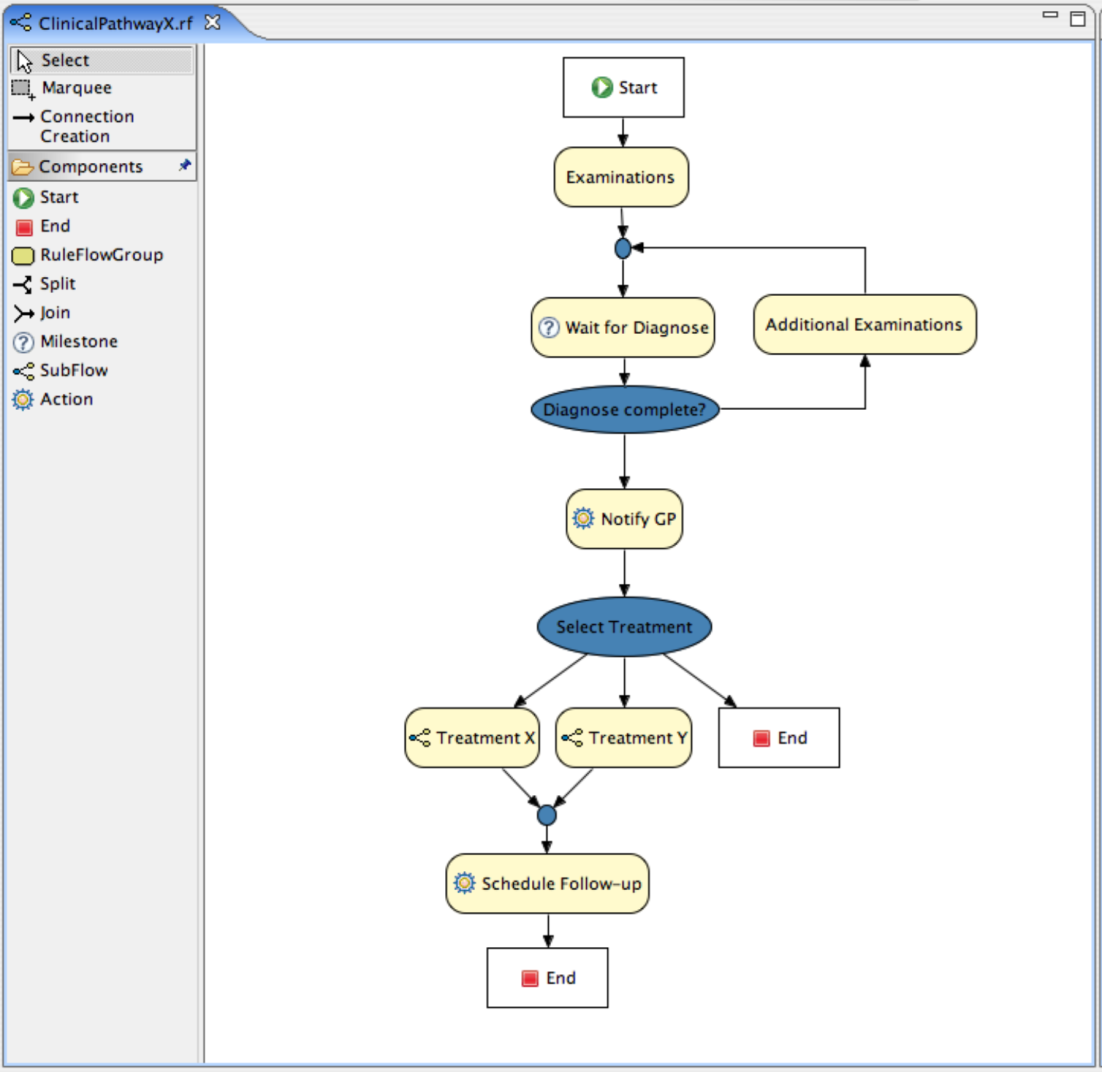 ClinicalPathwayX.rf
Select
Marquee
Connection
Creation
Components
Start
End
RuleFlowGroup
Split
Join
Milestone
SubFlow
Action
Start
Examinations
Wait for Diagnose
Additional Examinations
Diagnose complete?
Notify GP
Select Treatment
Treatment X
Treatment Y
End
Schedule Follow-up
End